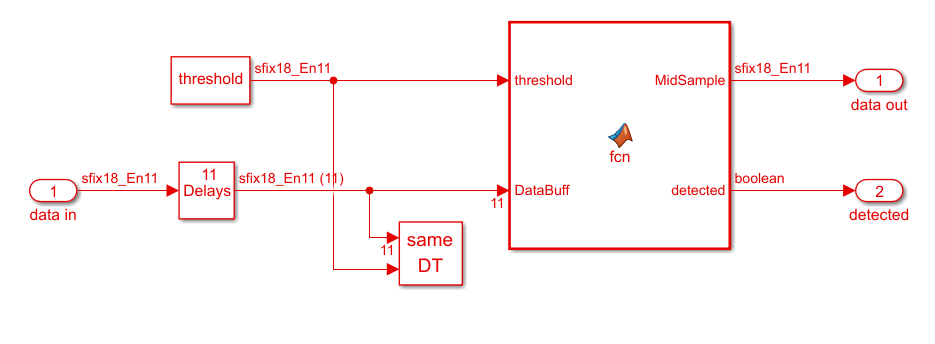 threshold
sfix18_En11
threshold
MidSample
sfix18_En11
1
data out
fcn
1
data in
sfix18_En11
11
Delays
sfix18_En11 (11)
11
DataBuff
detected
boolean
2
detected
11
same
DT